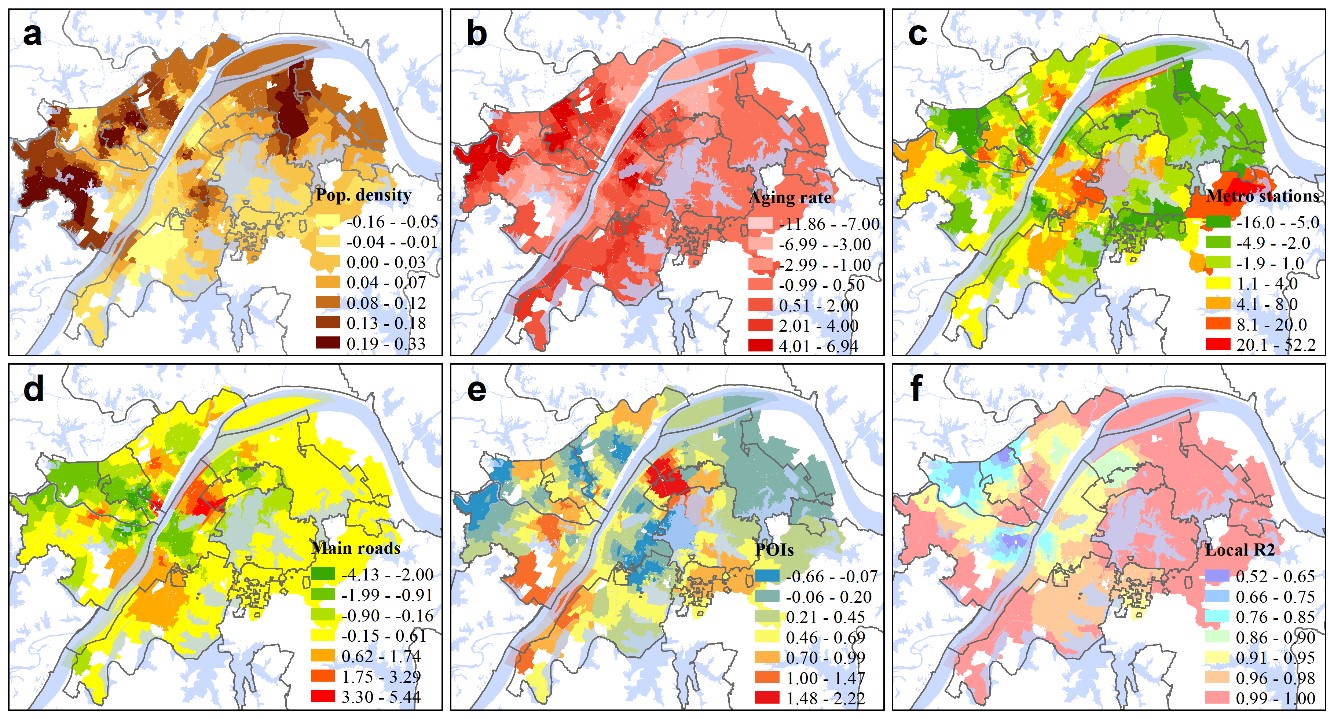 a
Pop. density
-0.16 - -0.05
-0.04 - -0.01
0.00 - 0.03
0.04 - 0.07
0.08 - 0.12
0.13 - 0.18
0.19 - 0.33
b
Aging rate
-11.86 - -7.00
-6.99 - -3.00
-2.99 - -1.00
-0.99 - 0.50
0.51 - 2.00
2.01 - 4.00
4.01 - 6.94
c
Metro stations
-16.0 - -5.0
-4.9 - -2.0
-1.9 - 1.0
1.1 - 4.0
4.1 - 8.0
8.1 - 20.0
20.1 - 52.2
d
Main roads
-4.13 - -2.00
-1.99 - -0.91
-0.90 - -0.16
-0.15 - 0.61
0.62 - 1.74
1.75 - 3.29
3.30 - 5.44
e
POIs
-0.66 - -0.07
-0.06 - 0.20
0.21 - 0.45
0.46 - 0.69
0.70 - 0.99
1.00 - 1.47
1.48 - 2.22
f
Local R2
0.52 - 0.65
0.66 - 0.75
0.76 - 0.85
0.86 - 0.90
0.91 - 0.95
0.96 - 0.98
0.99 - 1.00